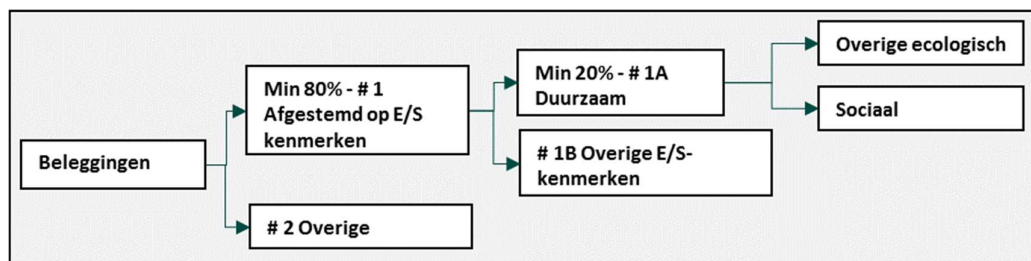 Beleggingen
Min 80% - # 1
Afgestemd op E/S
kenmerken
# 2 Overige
Min 20% - # 1A
Duurzaam
# 1B Overige E/S-
kenmerken
Overige ecologisch
Sociaal